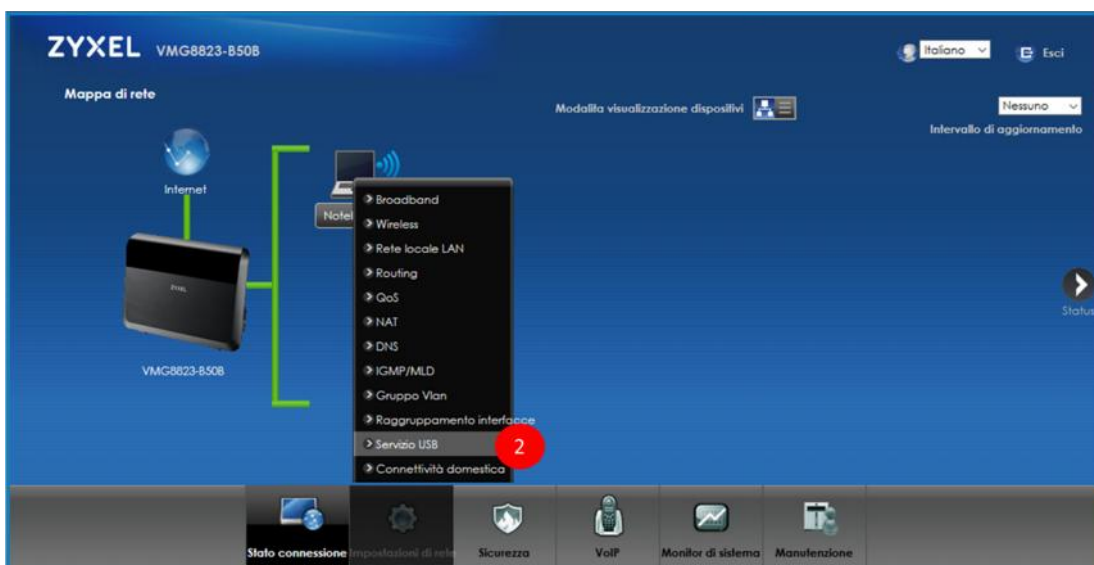 ZYXEL VMG8823-B50B
Italiano
Esci
Mappa di rete
Modalita visualizzazione dispositivi
Nessuno
Intervallo di aggiornamento
Internet
Broadband
Wireless
Rete locale LAN
Routing
QoS
NAT
DNS
IGMP/MLD
Gruppo Vlan
Raggruppamento interfacce
Servizio USB
2
Connettività domestica
ZYXEL
VMG8823-B50B
Status
Stato connessione
Impostazioni di rete
Sicurezza
VoIP
Monitor di sistema
Manutenzione